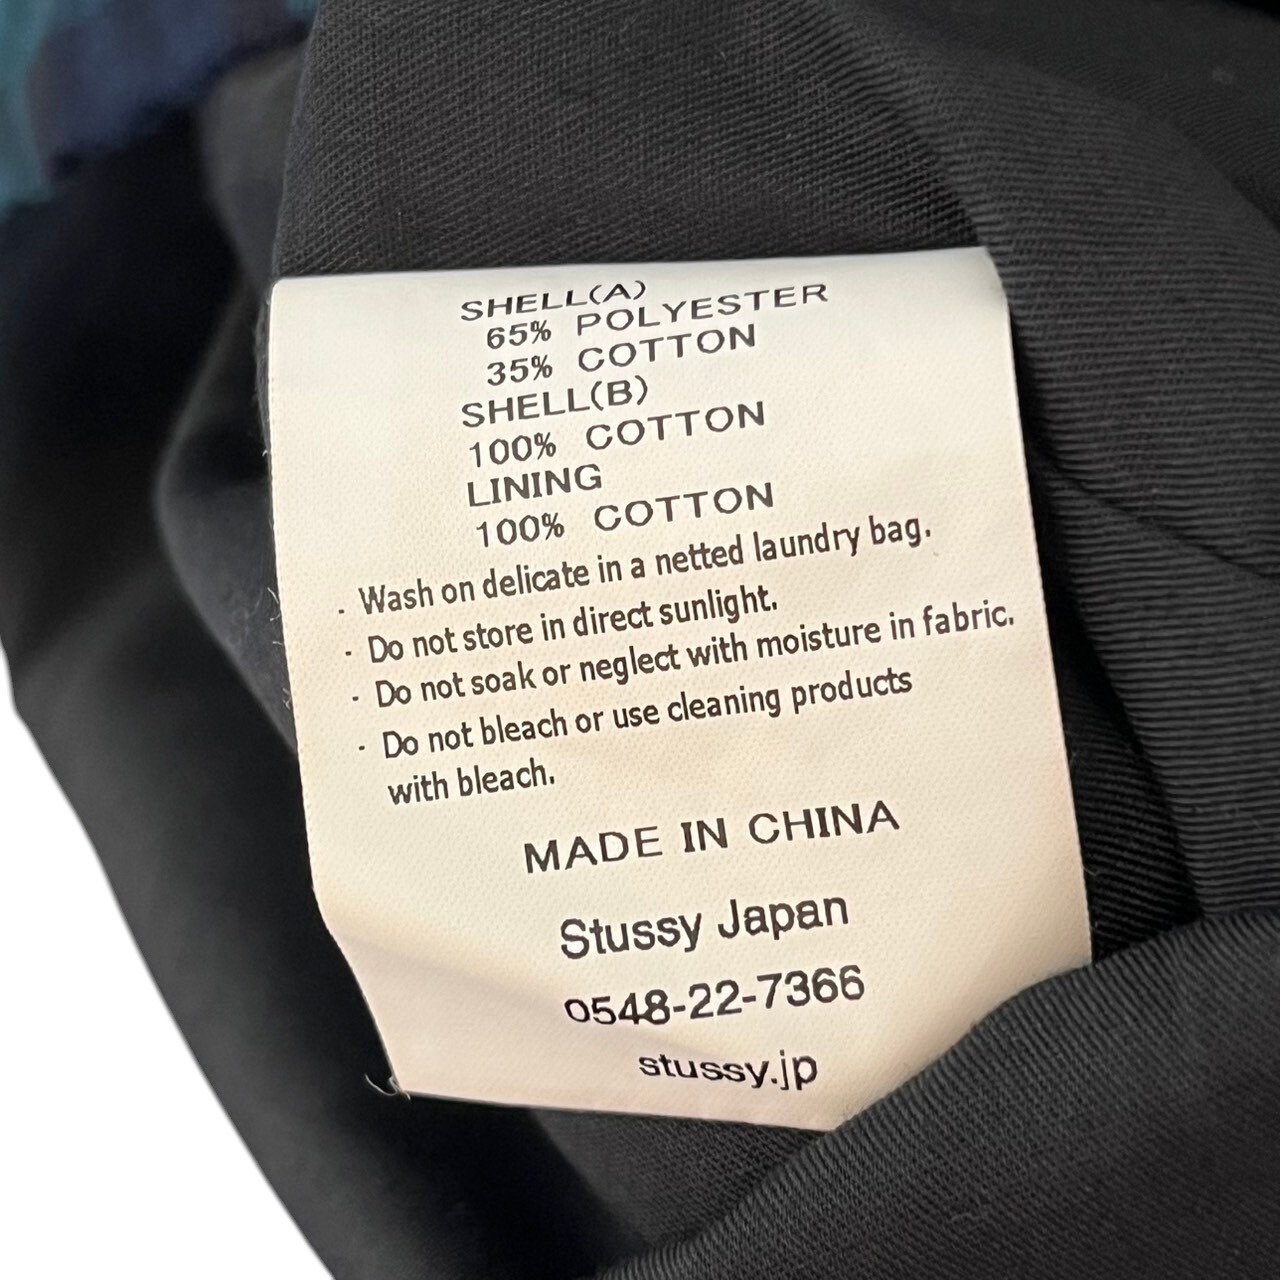 SHELL(A)
65% POLYESTER
35% COTTON
SHELL(B)
100% COTTON
LINING
100% COTTON
. Wash on delicate in a netted laundry bag.
· Do not store in direct sunlight.
· Do not soak or neglect with moisture in fabric.
· Do not bleach or use cleaning products
with bleach.
MADE IN CHINA
Stussy Japan
0548-22-7366
stussy.jp